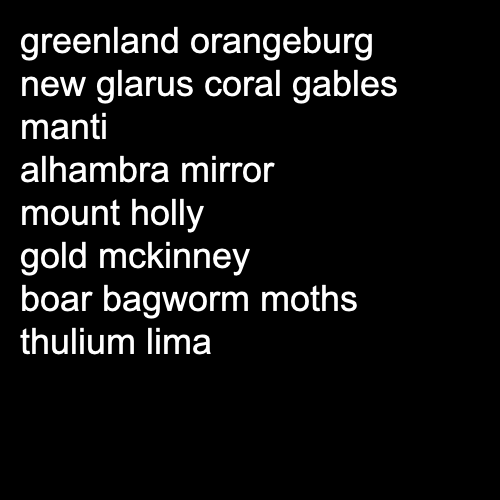 greenland orangeburg
new glarus coral gables
manti
alhambra mirror
mount holly
gold mckinney
boar bagworm moths
thulium lima